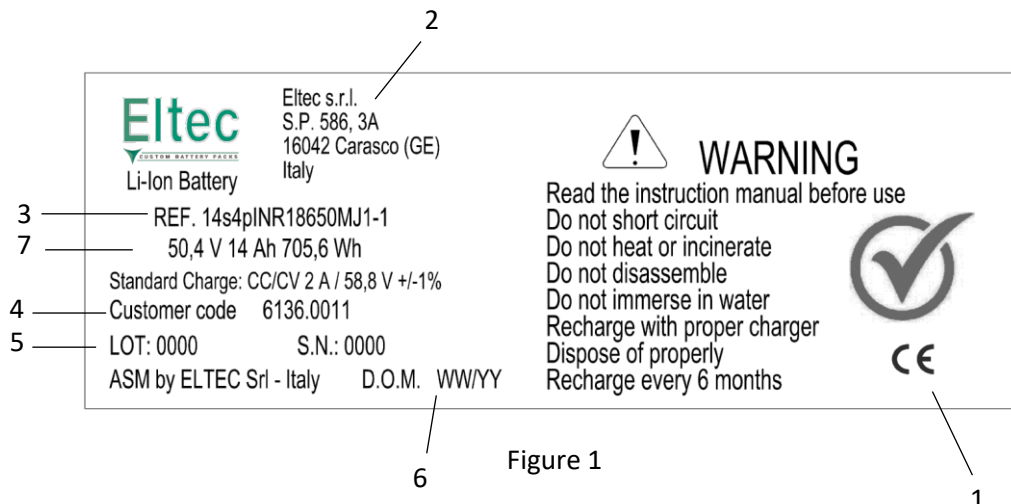 2
Eltec
CUSTOM BATTERY PACKS
Li-Ion Battery
Eltec s.r.l.
S.P. 586, 3A
16042 Carasco (GE)
Italy
3
REF. 14s4pINR18650MJ1-1
7
50,4 V 14 Ah 705,6 Wh
Standard Charge: CC/CV 2 A / 58,8 V +/-1%
4
Customer code 6136.0011
5
LOT: 0000 S.N.: 0000
ASM by ELTEC Srl - Italy D.O.M. WW/YY
! WARNING
Read the instruction manual before use
Do not short circuit
Do not heat or incinerate
Do not disassemble
Do not immerse in water
Recharge with proper charger
Dispose of properly
Recharge every 6 months
CE
6
Figure 1
1